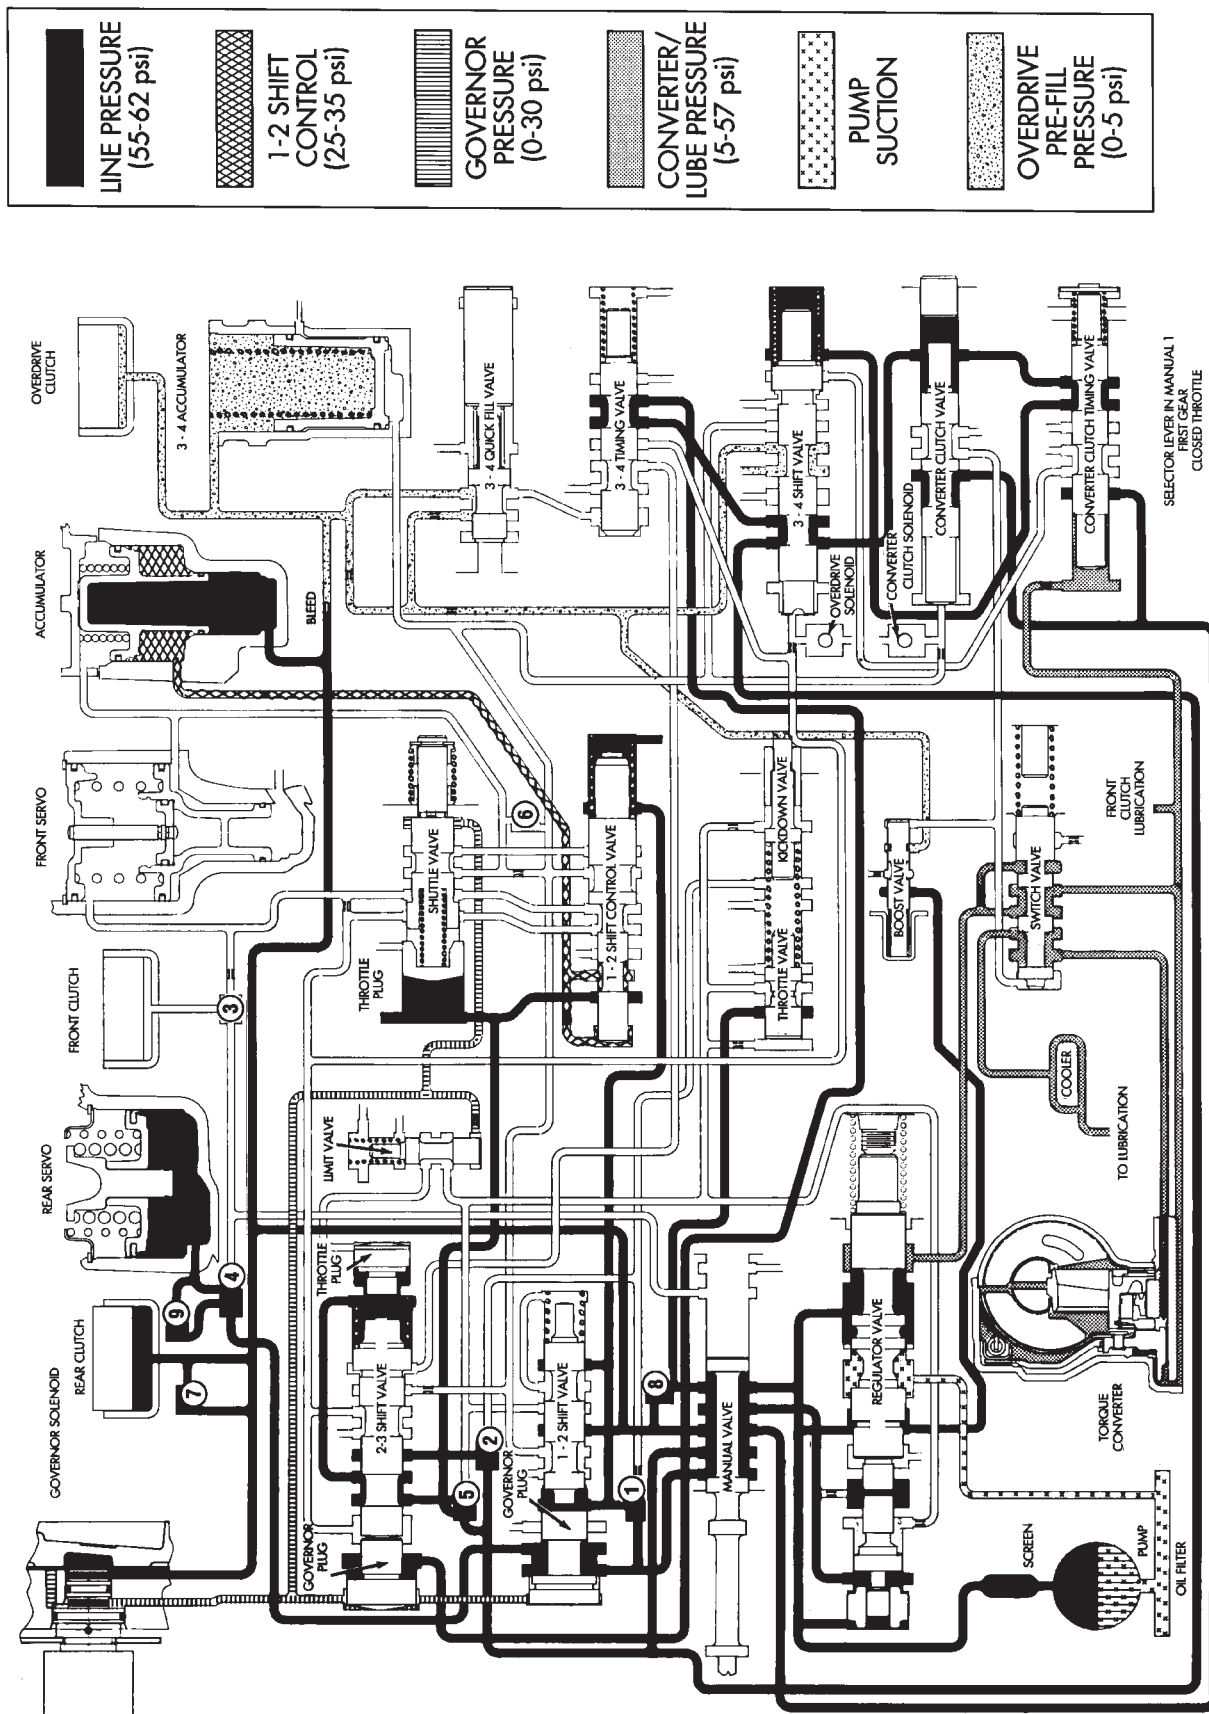 LINE PRESSURE
(55-62 psi)
1-2 SHIFT
CONTROL
(25-35 psi)
GOVERNOR
PRESSURE
(0-30 psi)
CONVERTER/
LUBE PRESSURE
(5-57 psi)
PUMP
SUCTION
OVERDRIVE
PRE-FILL
PRESSURE
(0-5 psi)
GOVERNOR SOLENOID
REAR CLUTCH
REAR SERVO
FRONT CLUTCH
FRONT SERVO
ACCUMULATOR
OVERDRIVE
CLUTCH
3 - 4 ACCUMULATOR
BLEED
7
9
4
3
6
GOVERNOR
PLUG
2-3 SHIFT VALVE
THROTTLE
PLUG
LIMIT VALVE
THROTTLE
PLUG
SHUTTLE VALVE
3 - 4 QUICK FILL VALVE
5
2
GOVERNOR
PLUG
1 - 2 SHIFT VALVE
1 - 2 SHIFT CONTROL VALVE
3 - 4 TIMING VALVE
1
8
MANUAL VALVE
THROTTLE VALVE
KICKDOWN VALVE
3 - 4 SHIFT VALVE
OVERDRIVE
SOLENOID
CONVERTER
CLUTCH SOLENOID
CONVERTER CLUTCH VALVE
REGULATOR VALVE
BOOST VALVE
SWITCH VALVE
CONVERTER CLUTCH TIMING VALVE
COOLER
FRONT
CLUTCH
LUBRICATION
TO LUBRICATION
TORQUE
CONVERTER
SCREEN
PUMP
OIL FILTER
SELECTOR LEVER IN MANUAL 1
FIRST GEAR
CLOSED THROTTLE